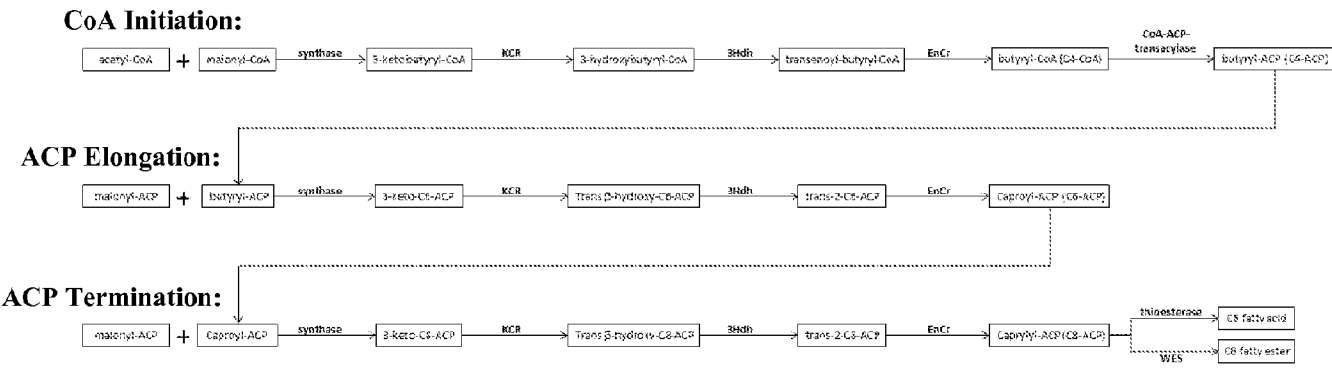 CoA Initiation:
acetyl-CoA + malonyl-CoA synthase 3-ketobutyryl-CoA KCR 3-hydroxybutyryl-CoA 3Hdh transenoyl-butyryl-CoA EnCr butyryl-CoA (C4-CoA) CoA-ACP-
transacylase butyryl-ACP (C4-ACP)
ACP Elongation:
malonyl-ACP + butyryl-ACP synthase 3-keto-C6-ACP KCR Trans β-hydroxy-C6-ACP 3Hdh trans-2-C6-ACP EnCr Caproyl-ACP (C6-ACP)
ACP Termination:
malonyl-ACP + Caproyl-ACP synthase 3-keto-C8-ACP KCR Trans β-hydroxy-C8-ACP 3Hdh trans-2-C8-ACP EnCr Caprylyl-ACP (C8-ACP) thioesterase C8 fatty acid
WES C8 fatty ester